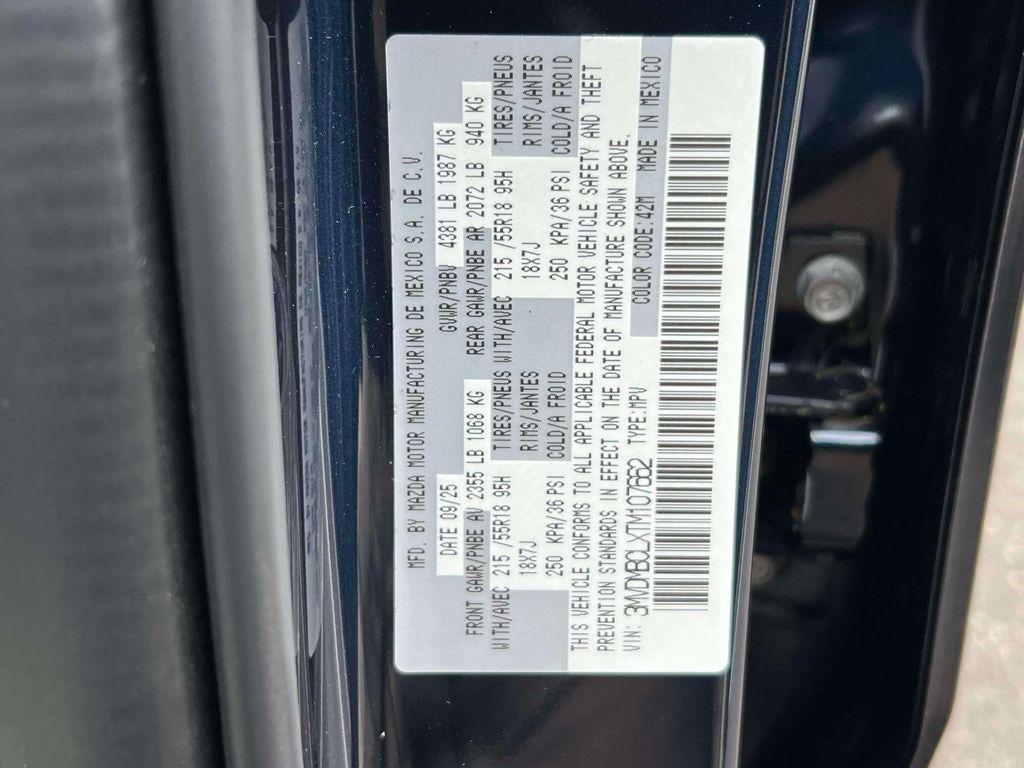 MFD. BY MAZDA MOTOR MANUFACTURING DE MEXICO S.A. DE C.V.
DATE 09/25 GVWR/PNBV 4381 LB 1987 KG
FRONT GAWR/PNBE AV 2355 LB 1068 KG REAR GAWR/PNBE AR 2072 LB 940 KG
WITH/AVEC 215 /55R18 95H TIRES/PNEUS WITH/AVEC 215 /55R18 95H TIRES/PNEUS
18X7J RIMS/JANTES 18X7J RIMS/JANTES
250 KPA/36 PSI COLD/A FROID 250 KPA/36 PSI COLD/A FROID
THIS VEHICLE CONFORMS TO ALL APPLICABLE FEDERAL MOTOR VEHICLE SAFETY AND THEFT
PREVENTION STANDARDS IN EFFECT ON THE DATE OF MANUFACTURE SHOWN ABOVE.
VIN: 3MVDMBCLXTM107662 TYPE:MPV COLOR CODE:42M MADE IN MEXICO